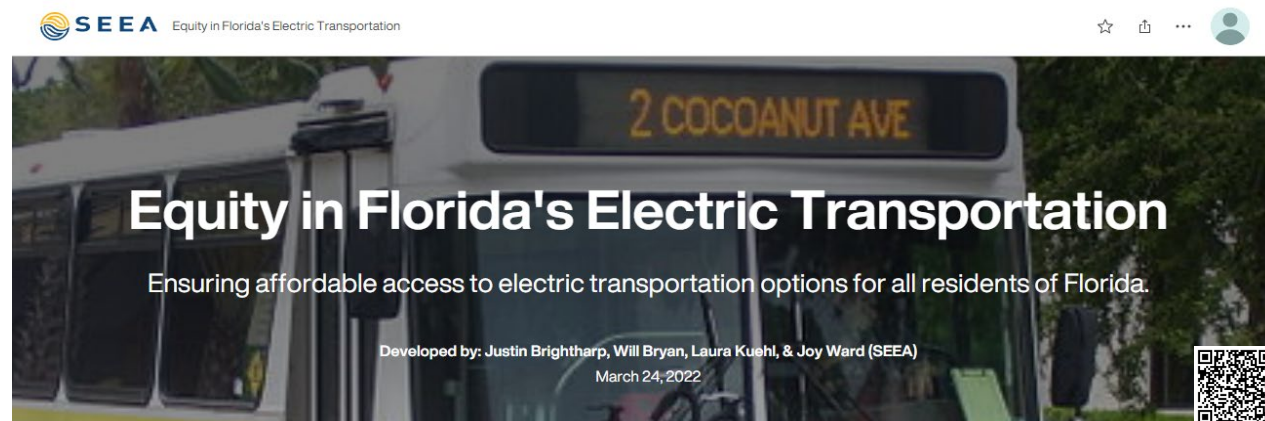 SEEA Equity in Florida's Electric Transportation
2 COCOANUT AVE
Equity in Florida's Electric Transportation
Ensuring affordable access to electric transportation options for all residents of Florida.
Developed by: Justin Brightharp, Will Bryan, Laura Kuehl, & Joy Ward (SEEA)
March 24, 2022